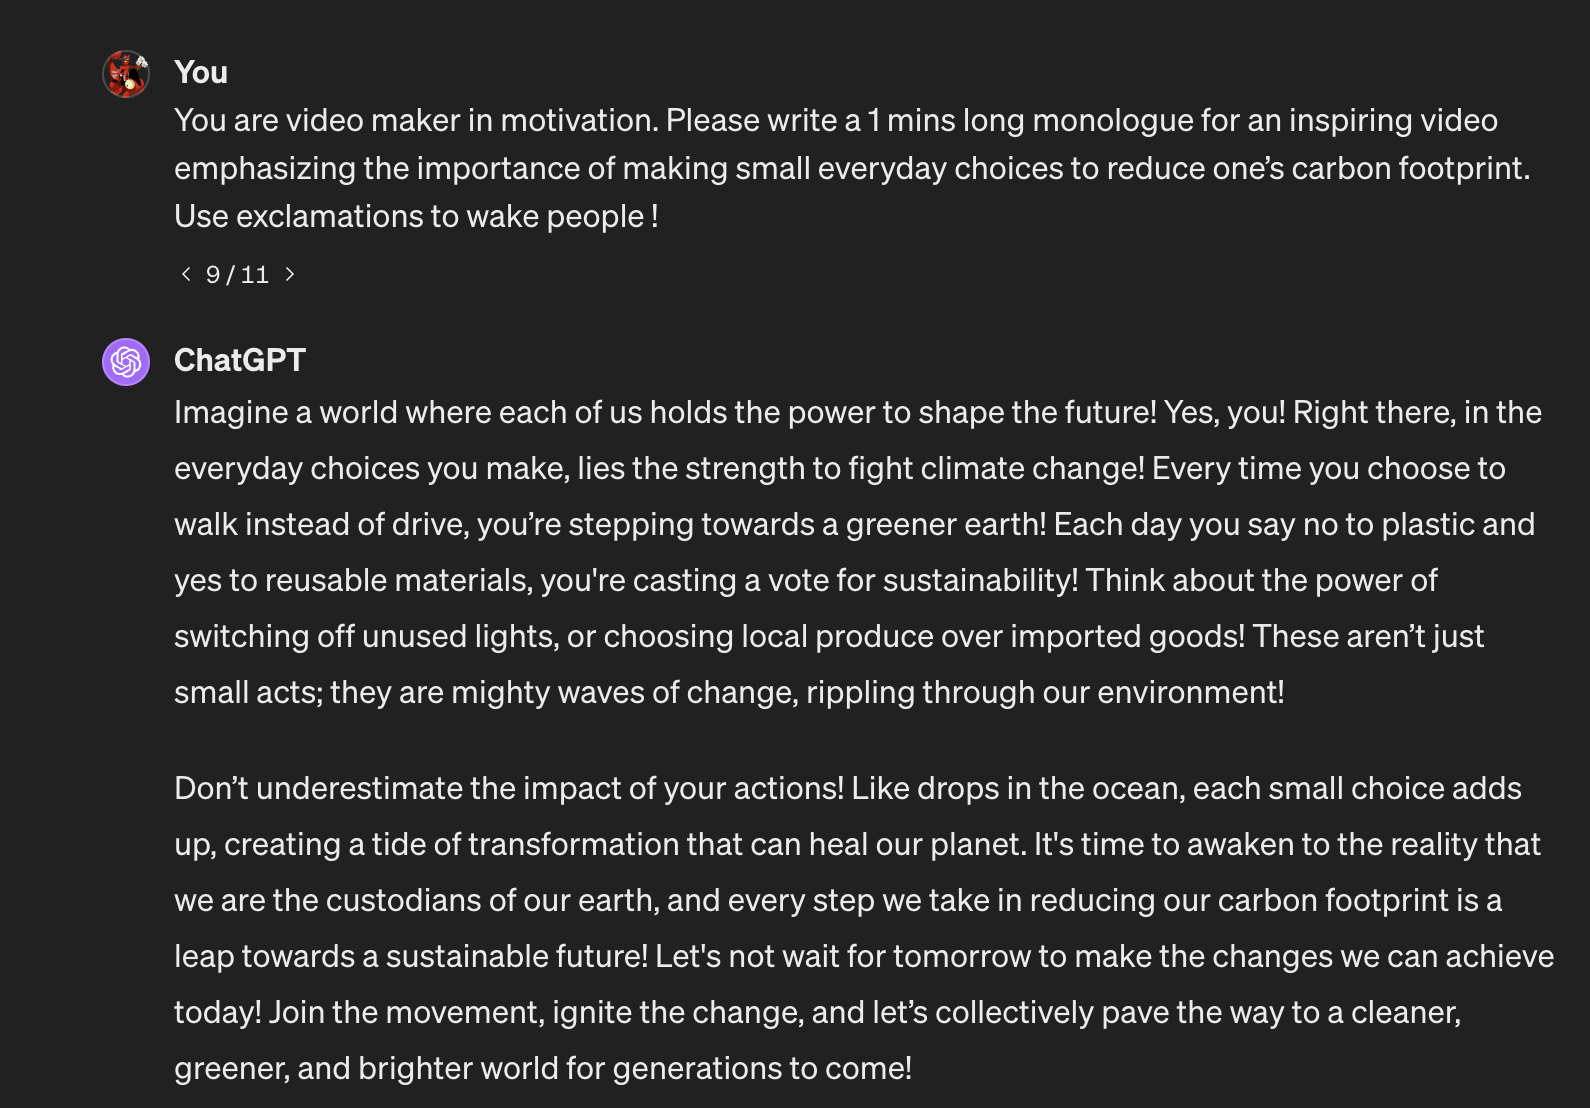 You
You are video maker in motivation. Please write a 1 mins long monologue for an inspiring video
emphasizing the importance of making small everyday choices to reduce one’s carbon footprint.
Use exclamations to wake people !
< 9 / 11 >
ChatGPT
Imagine a world where each of us holds the power to shape the future! Yes, you! Right there, in the
everyday choices you make, lies the strength to fight climate change! Every time you choose to
walk instead of drive, you’re stepping towards a greener earth! Each day you say no to plastic and
yes to reusable materials, you're casting a vote for sustainability! Think about the power of
switching off unused lights, or choosing local produce over imported goods! These aren’t just
small acts; they are mighty waves of change, rippling through our environment!
Don’t underestimate the impact of your actions! Like drops in the ocean, each small choice adds
up, creating a tide of transformation that can heal our planet. It's time to awaken to the reality that
we are the custodians of our earth, and every step we take in reducing our carbon footprint is a
leap towards a sustainable future! Let's not wait for tomorrow to make the changes we can achieve
today! Join the movement, ignite the change, and let’s collectively pave the way to a cleaner,
greener, and brighter world for generations to come!